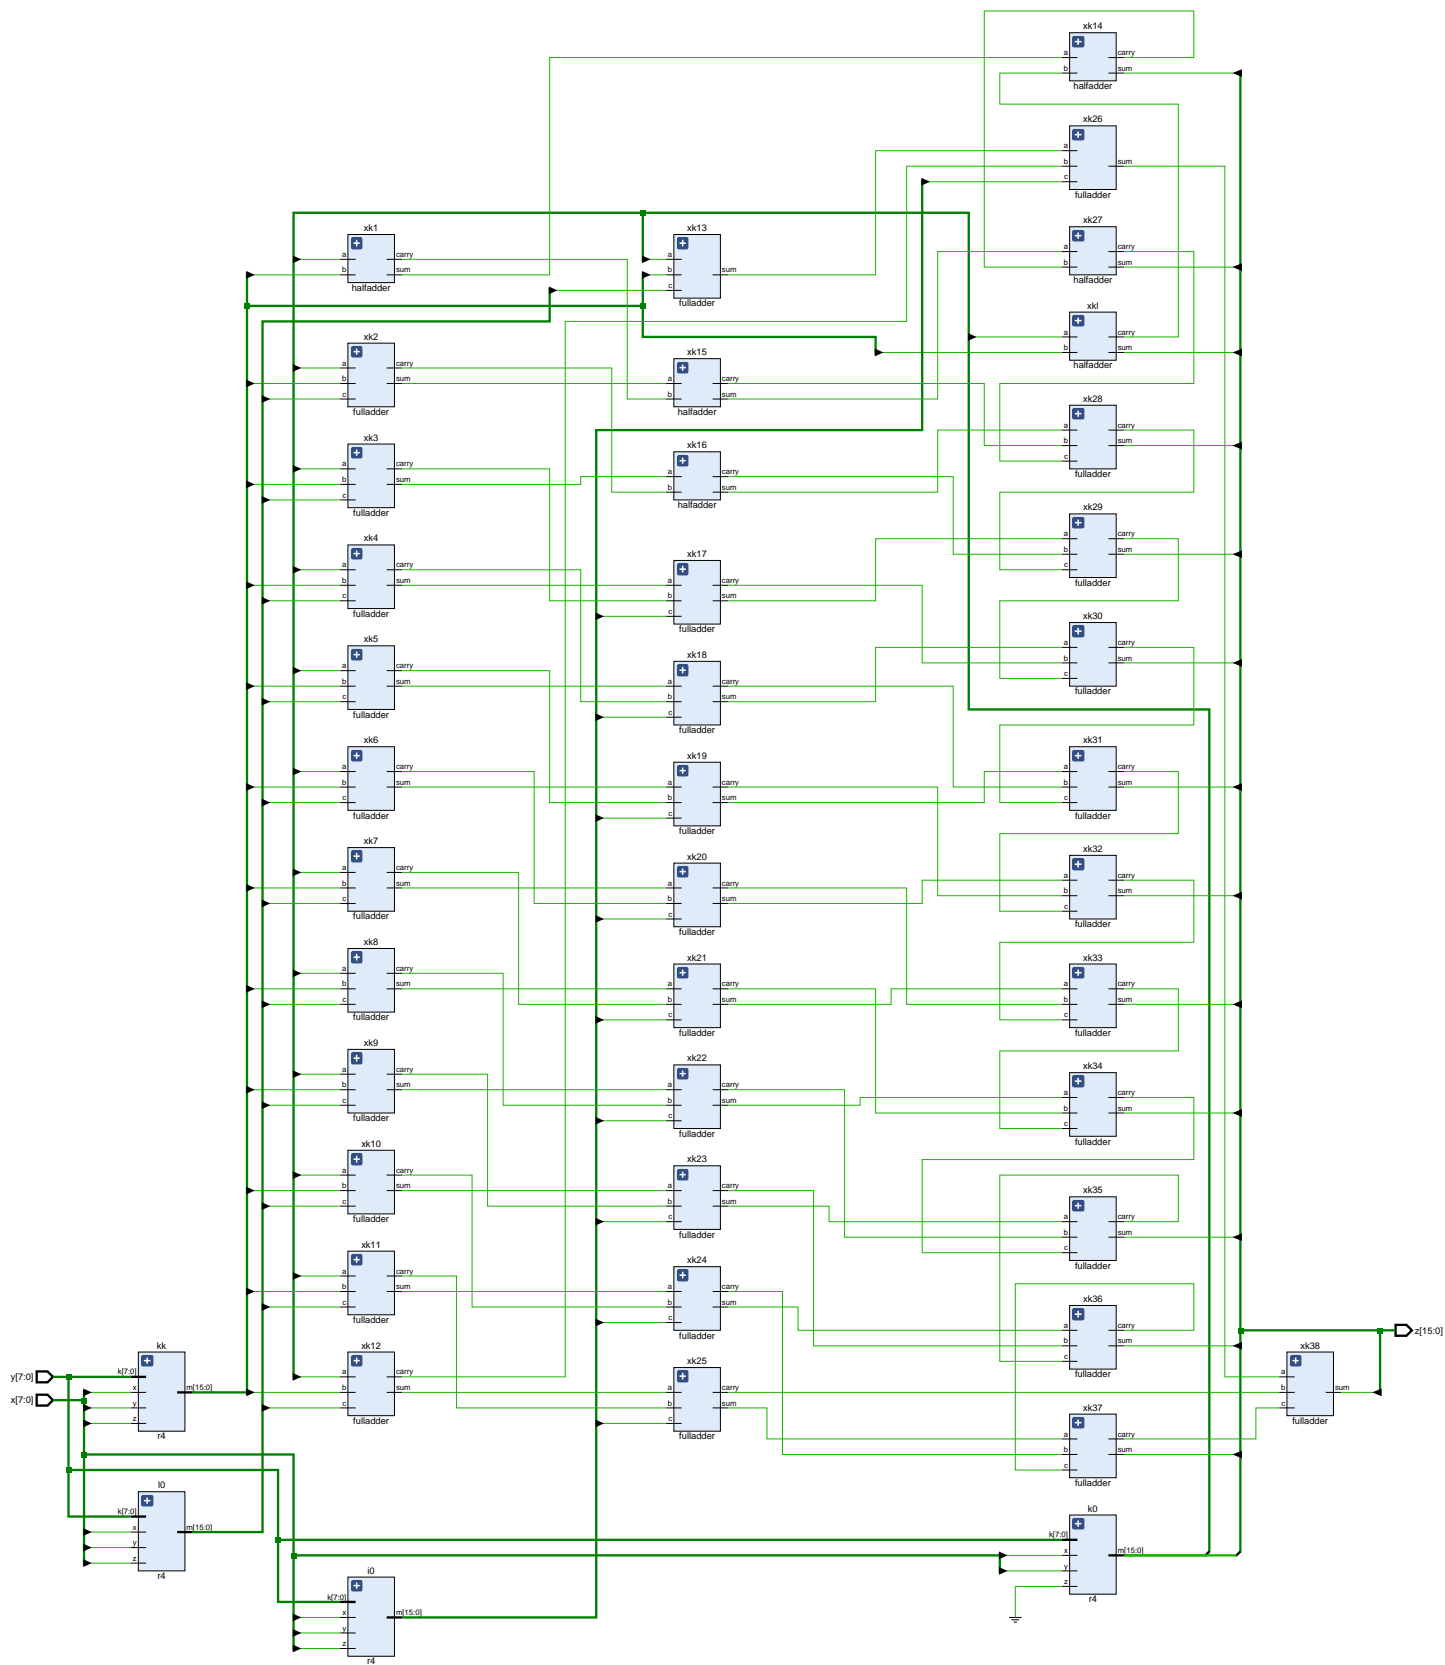 xk14
a carry
b sum
halfadder
xk26
a
b sum
c
fulladder
xk1
a carry
b sum
halfadder
xk13
a
b sum
c
fulladder
xk27
a carry
b sum
halfadder
xkl
a carry
b sum
halfadder
xk2
a carry
b sum
c
fulladder
xk15
a carry
b sum
halfadder
xk28
a carry
b sum
c
fulladder
xk3
a carry
b sum
c
fulladder
xk16
a carry
b sum
halfadder
xk29
a carry
b sum
c
fulladder
xk4
a carry
b sum
c
fulladder
xk17
a carry
b sum
c
fulladder
xk30
a carry
b sum
c
fulladder
xk5
a carry
b sum
c
fulladder
xk18
a carry
b sum
c
fulladder
xk31
a carry
b sum
c
fulladder
xk6
a carry
b sum
c
fulladder
xk19
a carry
b sum
c
fulladder
xk32
a carry
b sum
c
fulladder
xk7
a carry
b sum
c
fulladder
xk20
a carry
b sum
c
fulladder
xk33
a carry
b sum
c
fulladder
xk8
a carry
b sum
c
fulladder
xk21
a carry
b sum
c
fulladder
xk34
a carry
b sum
c
fulladder
xk9
a carry
b sum
c
fulladder
xk22
a carry
b sum
c
fulladder
xk35
a carry
b sum
c
fulladder
xk10
a carry
b sum
c
fulladder
xk23
a carry
b sum
c
fulladder
xk36
a carry
b sum
c
fulladder
xk11
a carry
b sum
c
fulladder
xk24
a carry
b sum
c
fulladder
xk37
a carry
b sum
c
fulladder
xk12
a carry
b sum
c
fulladder
xk25
a carry
b sum
c
fulladder
xk38
a
b sum
c
fulladder
z[15:0]
y[7:0]
x[7:0]
kk
k[7:0]
x m[15:0]
y
z
r4
l0
k[7:0]
x m[15:0]
y
z
r4
i0
k[7:0]
x m[15:0]
y
z
r4
k0
k[7:0]
x m[15:0]
y
z
r4